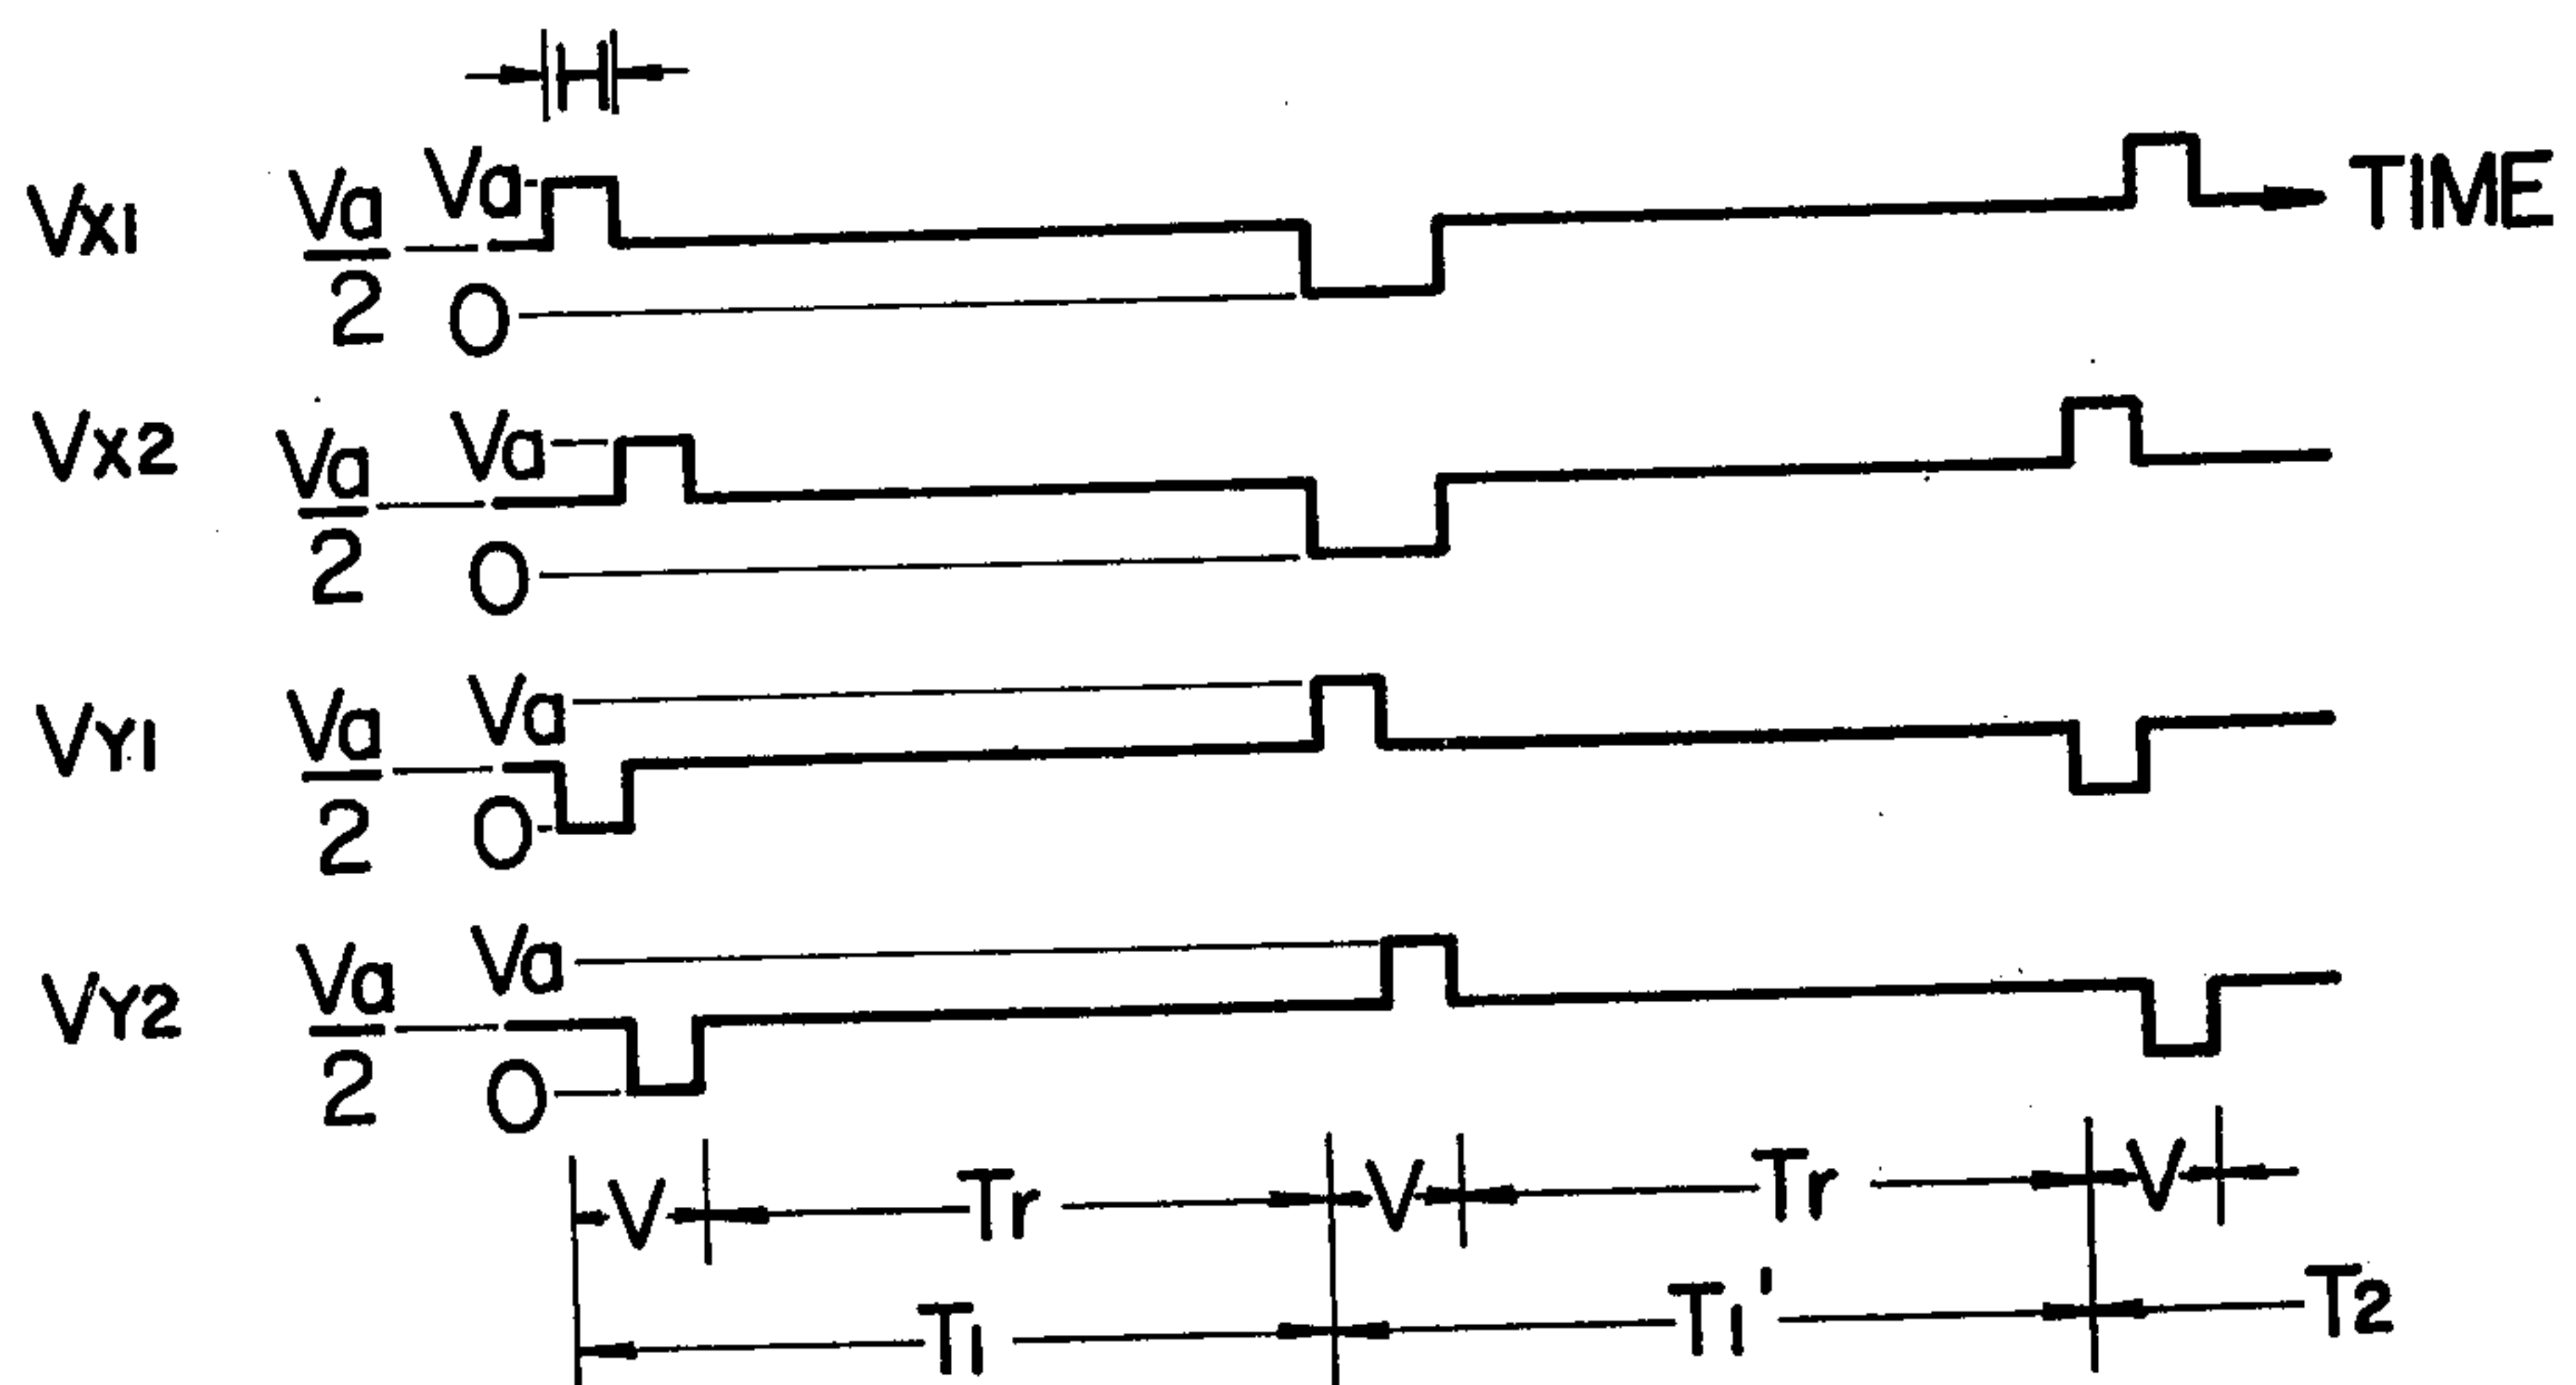 H
Vx1 Va/2 Va 0 TIME
Vx2 Va/2 Va 0
VY1 Va/2 Va 0
VY2 Va/2 Va 0
V Tr V Tr V
T1 T1' T2